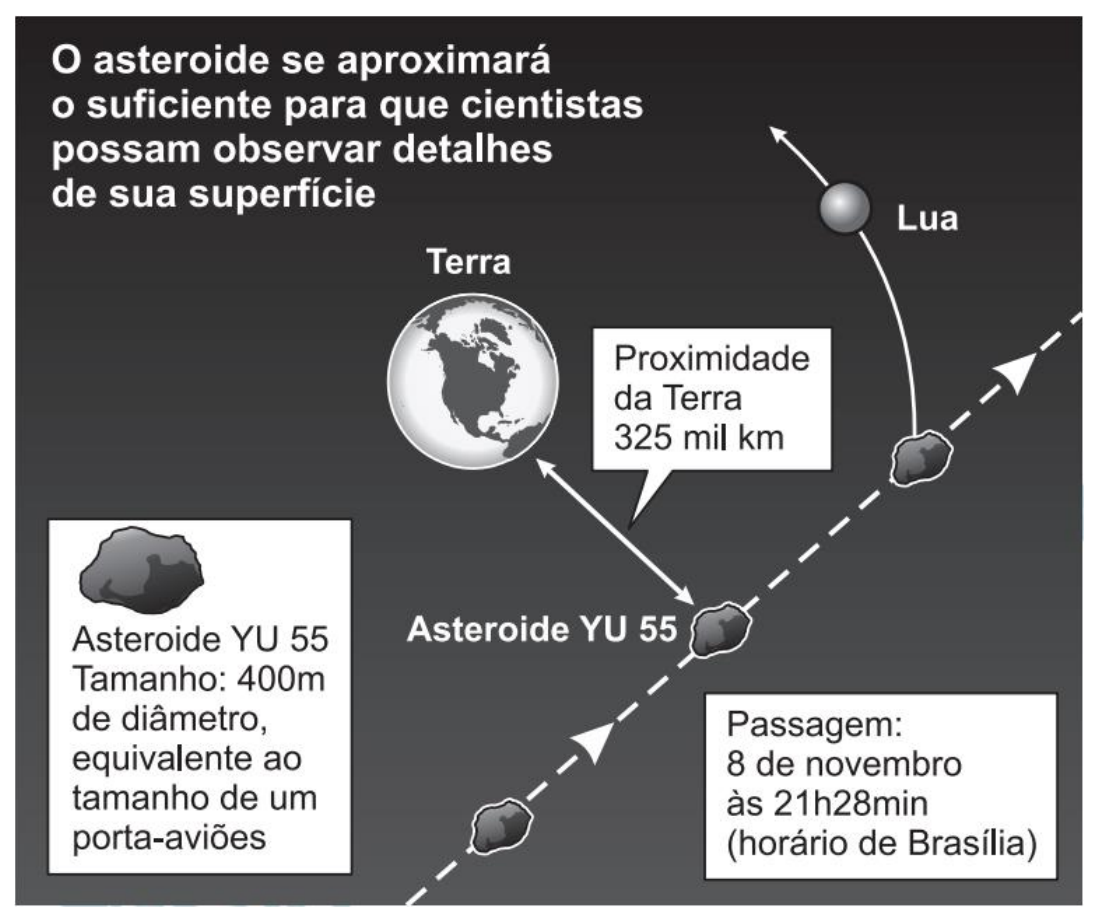 O asteroide se aproximará
o suficiente para que cientistas
possam observar detalhes
de sua superfície
Lua
Terra
Proximidade
da Terra
325 mil km
Asteroide YU 55
Asteroide YU 55
Tamanho: 400m
de diâmetro,
equivalente ao
tamanho de um
porta-aviões
Passagem:
8 de novembro
às 21h28min
(horário de Brasília)